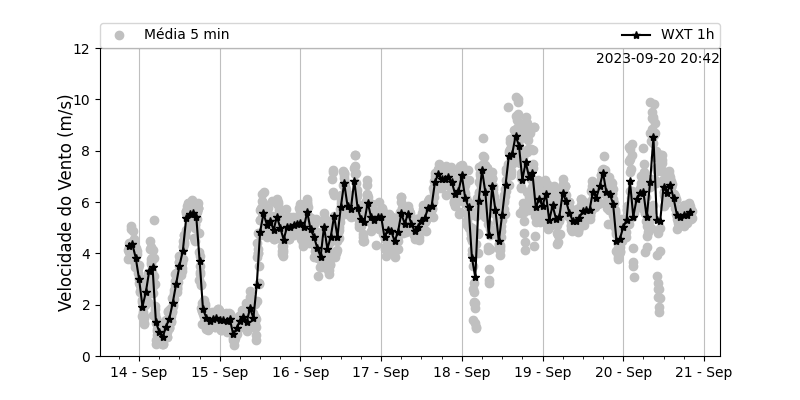 Média 5 min
WXT 1h
2023-09-20 20:42
Velocidade do Vento (m/s)
12
10
8
6
4
2
0
14 - Sep
15 - Sep
16 - Sep
17 - Sep
18 - Sep
19 - Sep
20 - Sep
21 - Sep